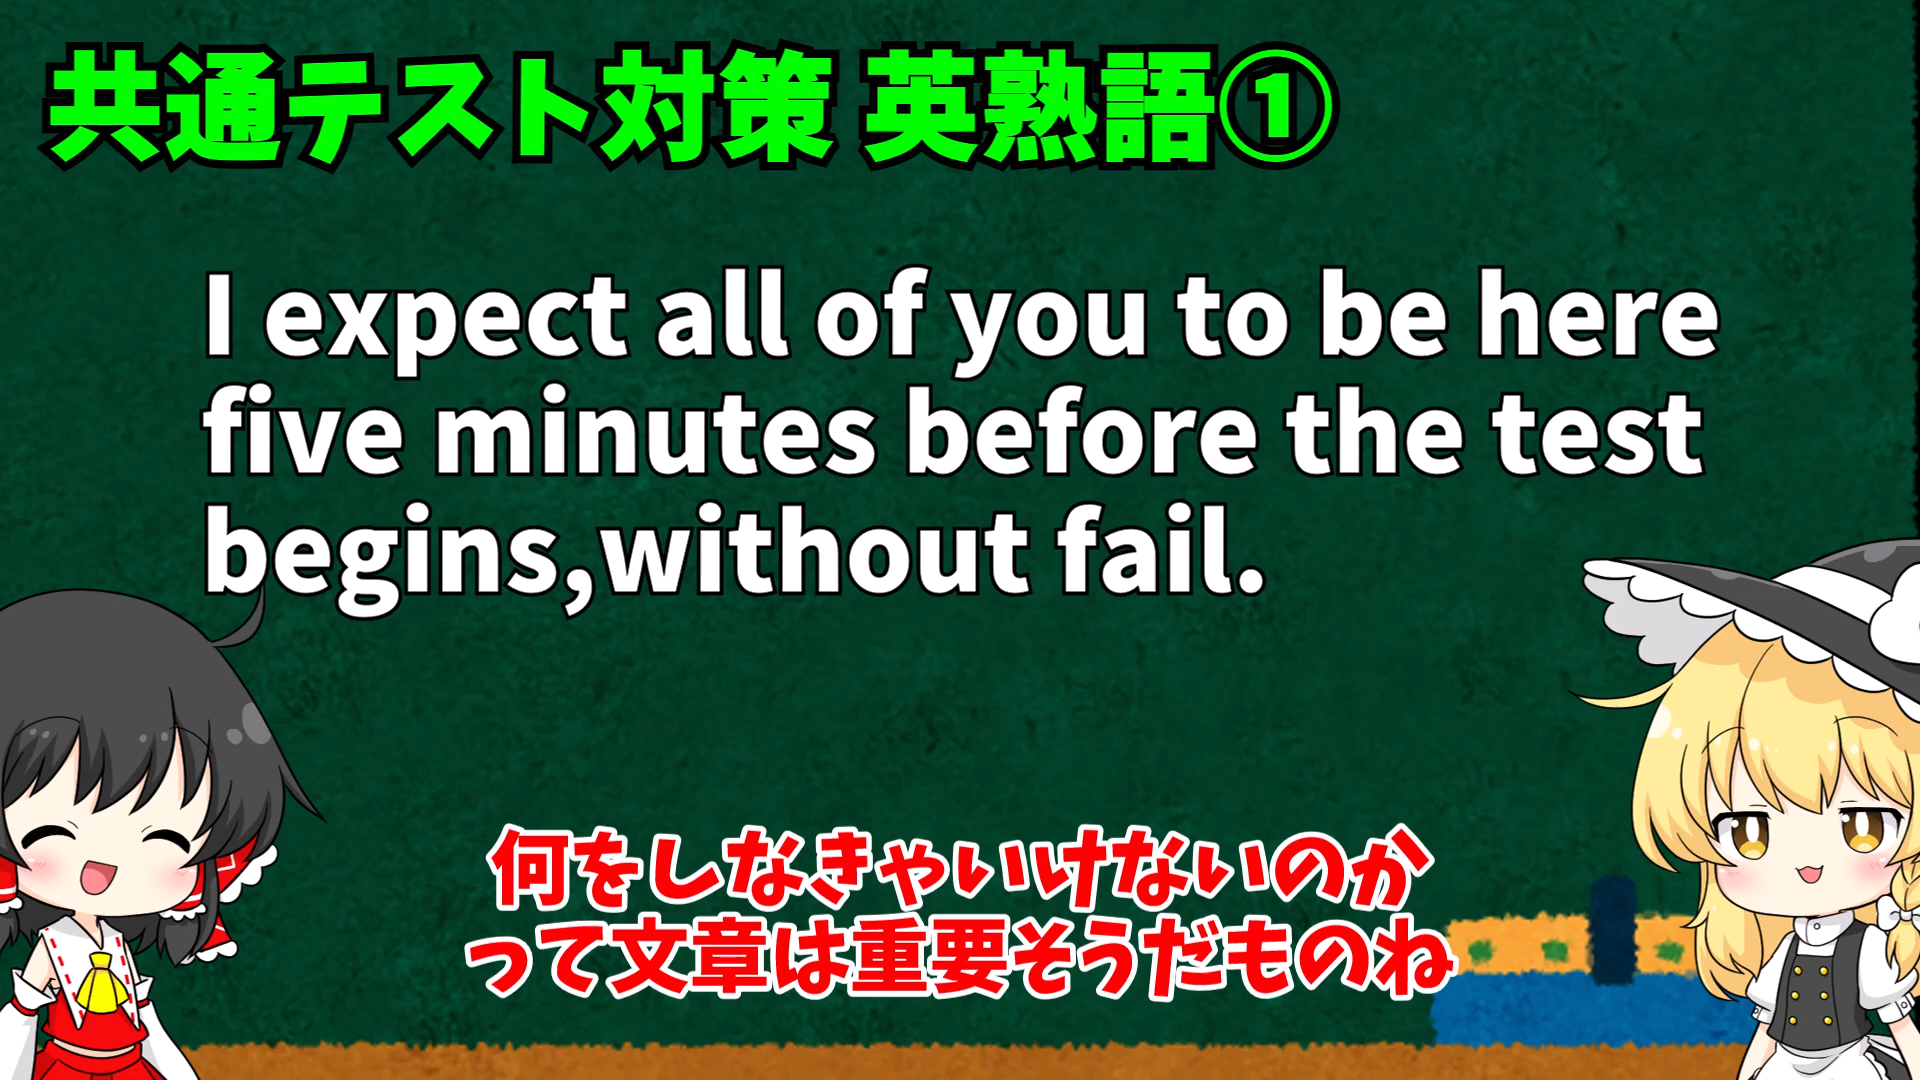 共通テスト対策 英熟語①
I expect all of you to be here
five minutes before the test
begins,without fail.
何をしなきゃいけないのか
って文章は重要そうだものね